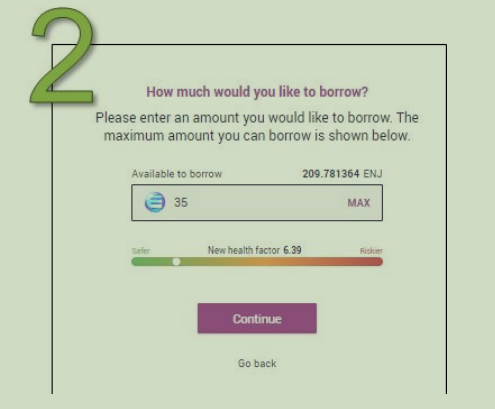 2
How much would you like to borrow?
Please enter an amount you would like to borrow. The
maximum amount you can borrow is shown below.
Available to borrow 209.781364 ENJ
35 MAX
Safer New health factor 6.39 Riskier
Continue
Go back